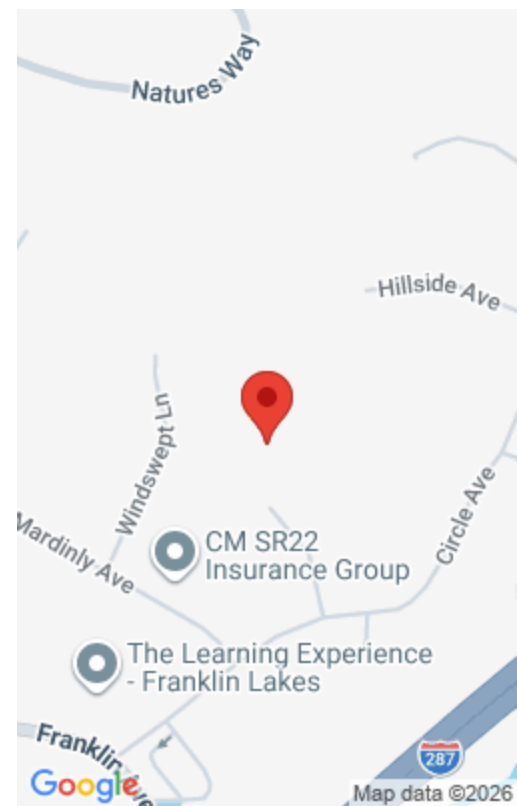 Natures Way
Hillside Ave
Windswept Ln
Circle Ave
Mardinly Ave
CM SR22
Insurance Group
The Learning Experience
- Franklin Lakes
Franklin Ave
287
Google
Map data ©2026